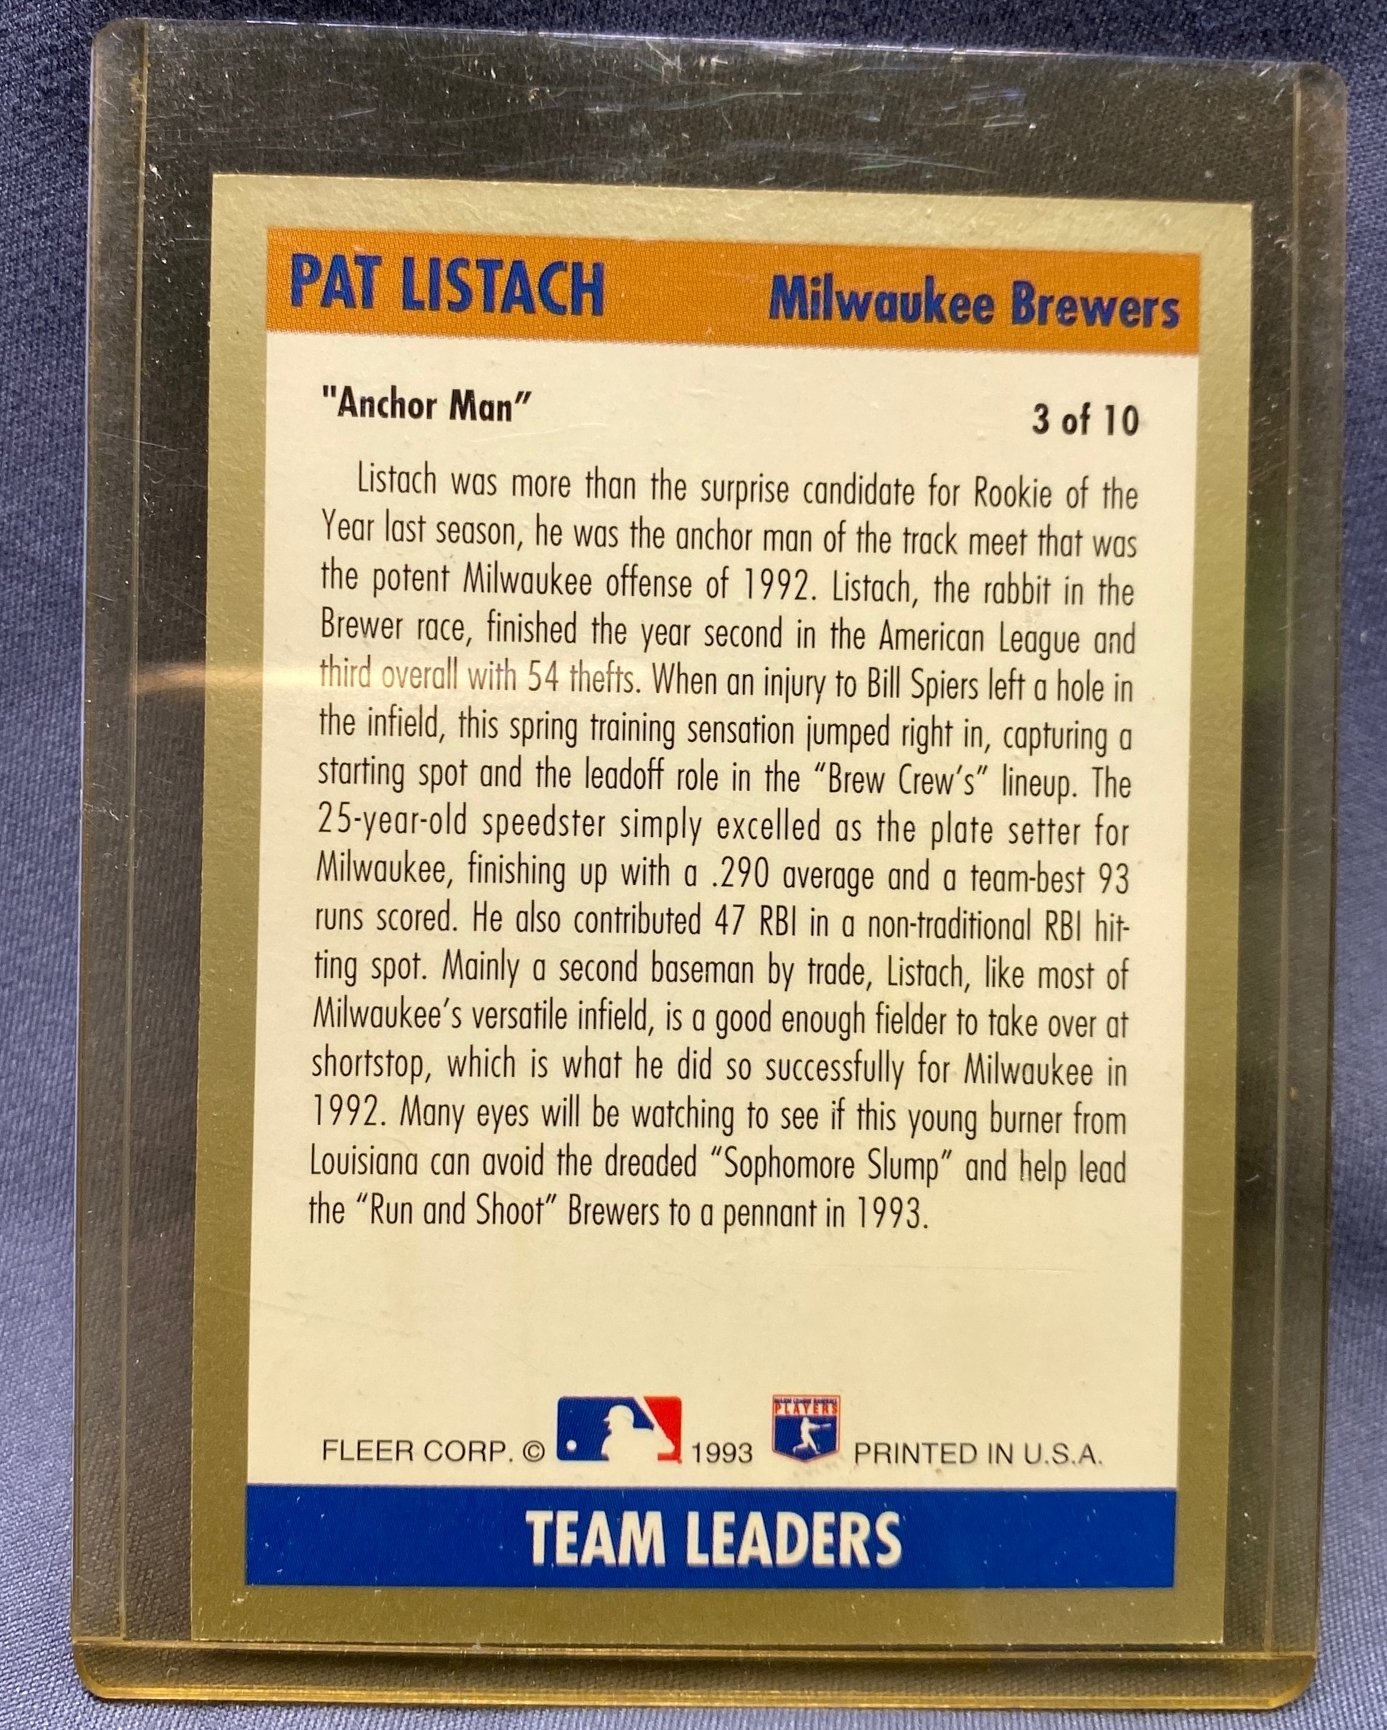 PAT LISTACH Milwaukee Brewers
"Anchor Man" 3 of 10
Listach was more than the surprise candidate for Rookie of the
Year last season, he was the anchor man of the track meet that was
the potent Milwaukee offense of 1992. Listach, the rabbit in the
Brewer race, finished the year second in the American League and
third overall with 54 thefts. When an injury to Bill Spiers left a hole in
the infield, this spring training sensation jumped right in, capturing a
starting spot and the leadoff role in the “Brew Crew’s” lineup. The
25-year-old speedster simply excelled as the plate setter for
Milwaukee, finishing up with a .290 average and a team-best 93
runs scored. He also contributed 47 RBI in a non-traditional RBI hit-
ting spot. Mainly a second baseman by trade, Listach, like most of
Milwaukee’s versatile infield, is a good enough fielder to take over at
shortstop, which is what he did so successfully for Milwaukee in
1992. Many eyes will be watching to see if this young burner from
Louisiana can avoid the dreaded “Sophomore Slump” and help lead
the “Run and Shoot” Brewers to a pennant in 1993.
MAJOR LEAGUE BASEBALL
PLAYERS
FLEER CORP. © 1993 PRINTED IN U.S.A.
TEAM LEADERS